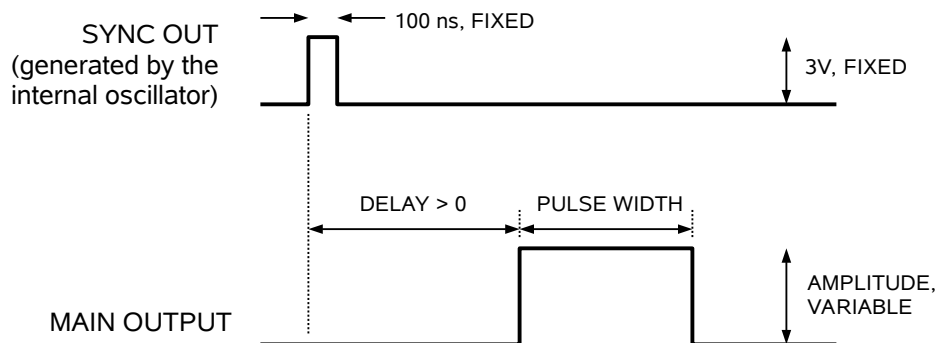 100 ns, FIXED
SYNC OUT
(generated by the
internal oscillator)
3V, FIXED
DELAY > 0
PULSE WIDTH
AMPLITUDE,
VARIABLE
MAIN OUTPUT